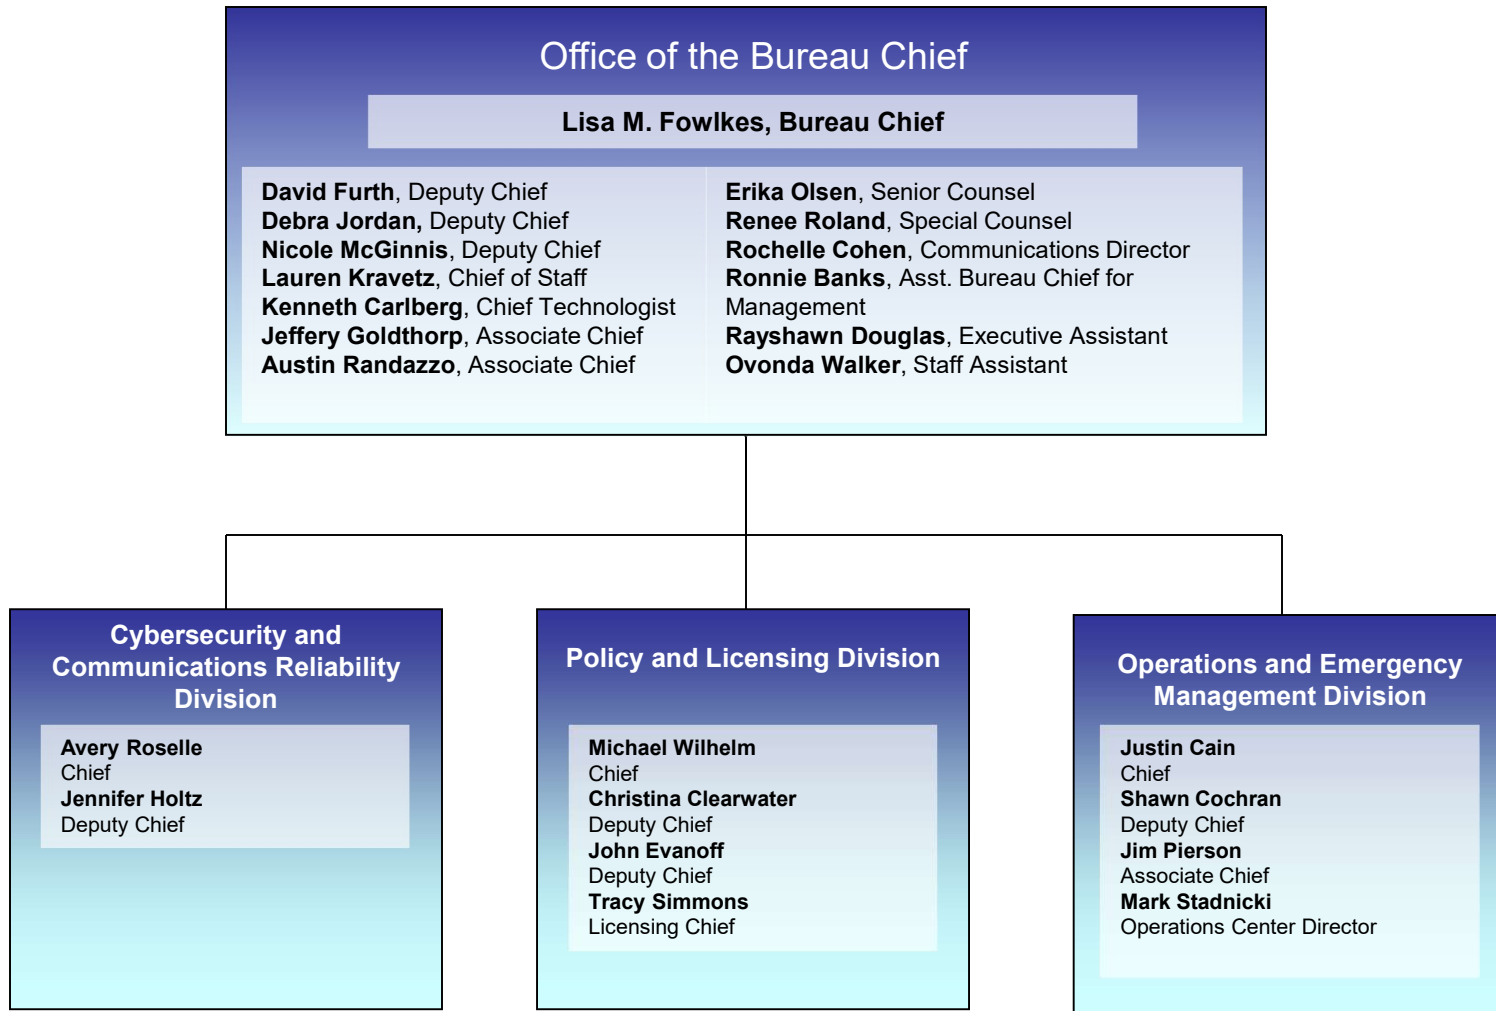 Office of the Bureau Chief
Lisa M. Fowlkes, Bureau Chief
David Furth, Deputy Chief
Debra Jordan, Deputy Chief
Nicole McGinnis, Deputy Chief
Lauren Kravetz, Chief of Staff
Kenneth Carlberg, Chief Technologist
Jeffery Goldthorp, Associate Chief
Austin Randazzo, Associate Chief
Erika Olsen, Senior Counsel
Renee Roland, Special Counsel
Rochelle Cohen, Communications Director
Ronnie Banks, Asst. Bureau Chief for
Management
Rayshawn Douglas, Executive Assistant
Ovonda Walker, Staff Assistant
Cybersecurity and
Communications Reliability
Division
Avery Roselle
Chief
Jennifer Holtz
Deputy Chief
Policy and Licensing Division
Michael Wilhelm
Chief
Christina Clearwater
Deputy Chief
John Evanoff
Deputy Chief
Tracy Simmons
Licensing Chief
Operations and Emergency
Management Division
Justin Cain
Chief
Shawn Cochran
Deputy Chief
Jim Pierson
Associate Chief
Mark Stadnicki
Operations Center Director